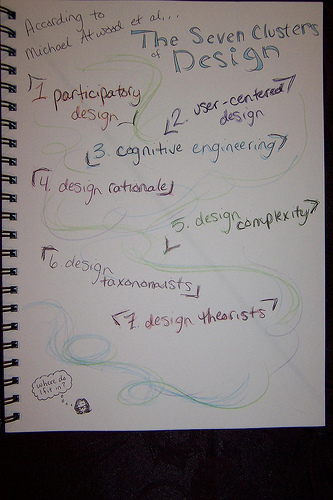 According to
Michael Atwood et al...
The Seven Clusters
of Design
1 participatory
design
2. user-centered
design
3. cognitive engineering
4. design rationale
5. design
complexity
6. design
taxonomists
7. design theorists
where do
I fit in?